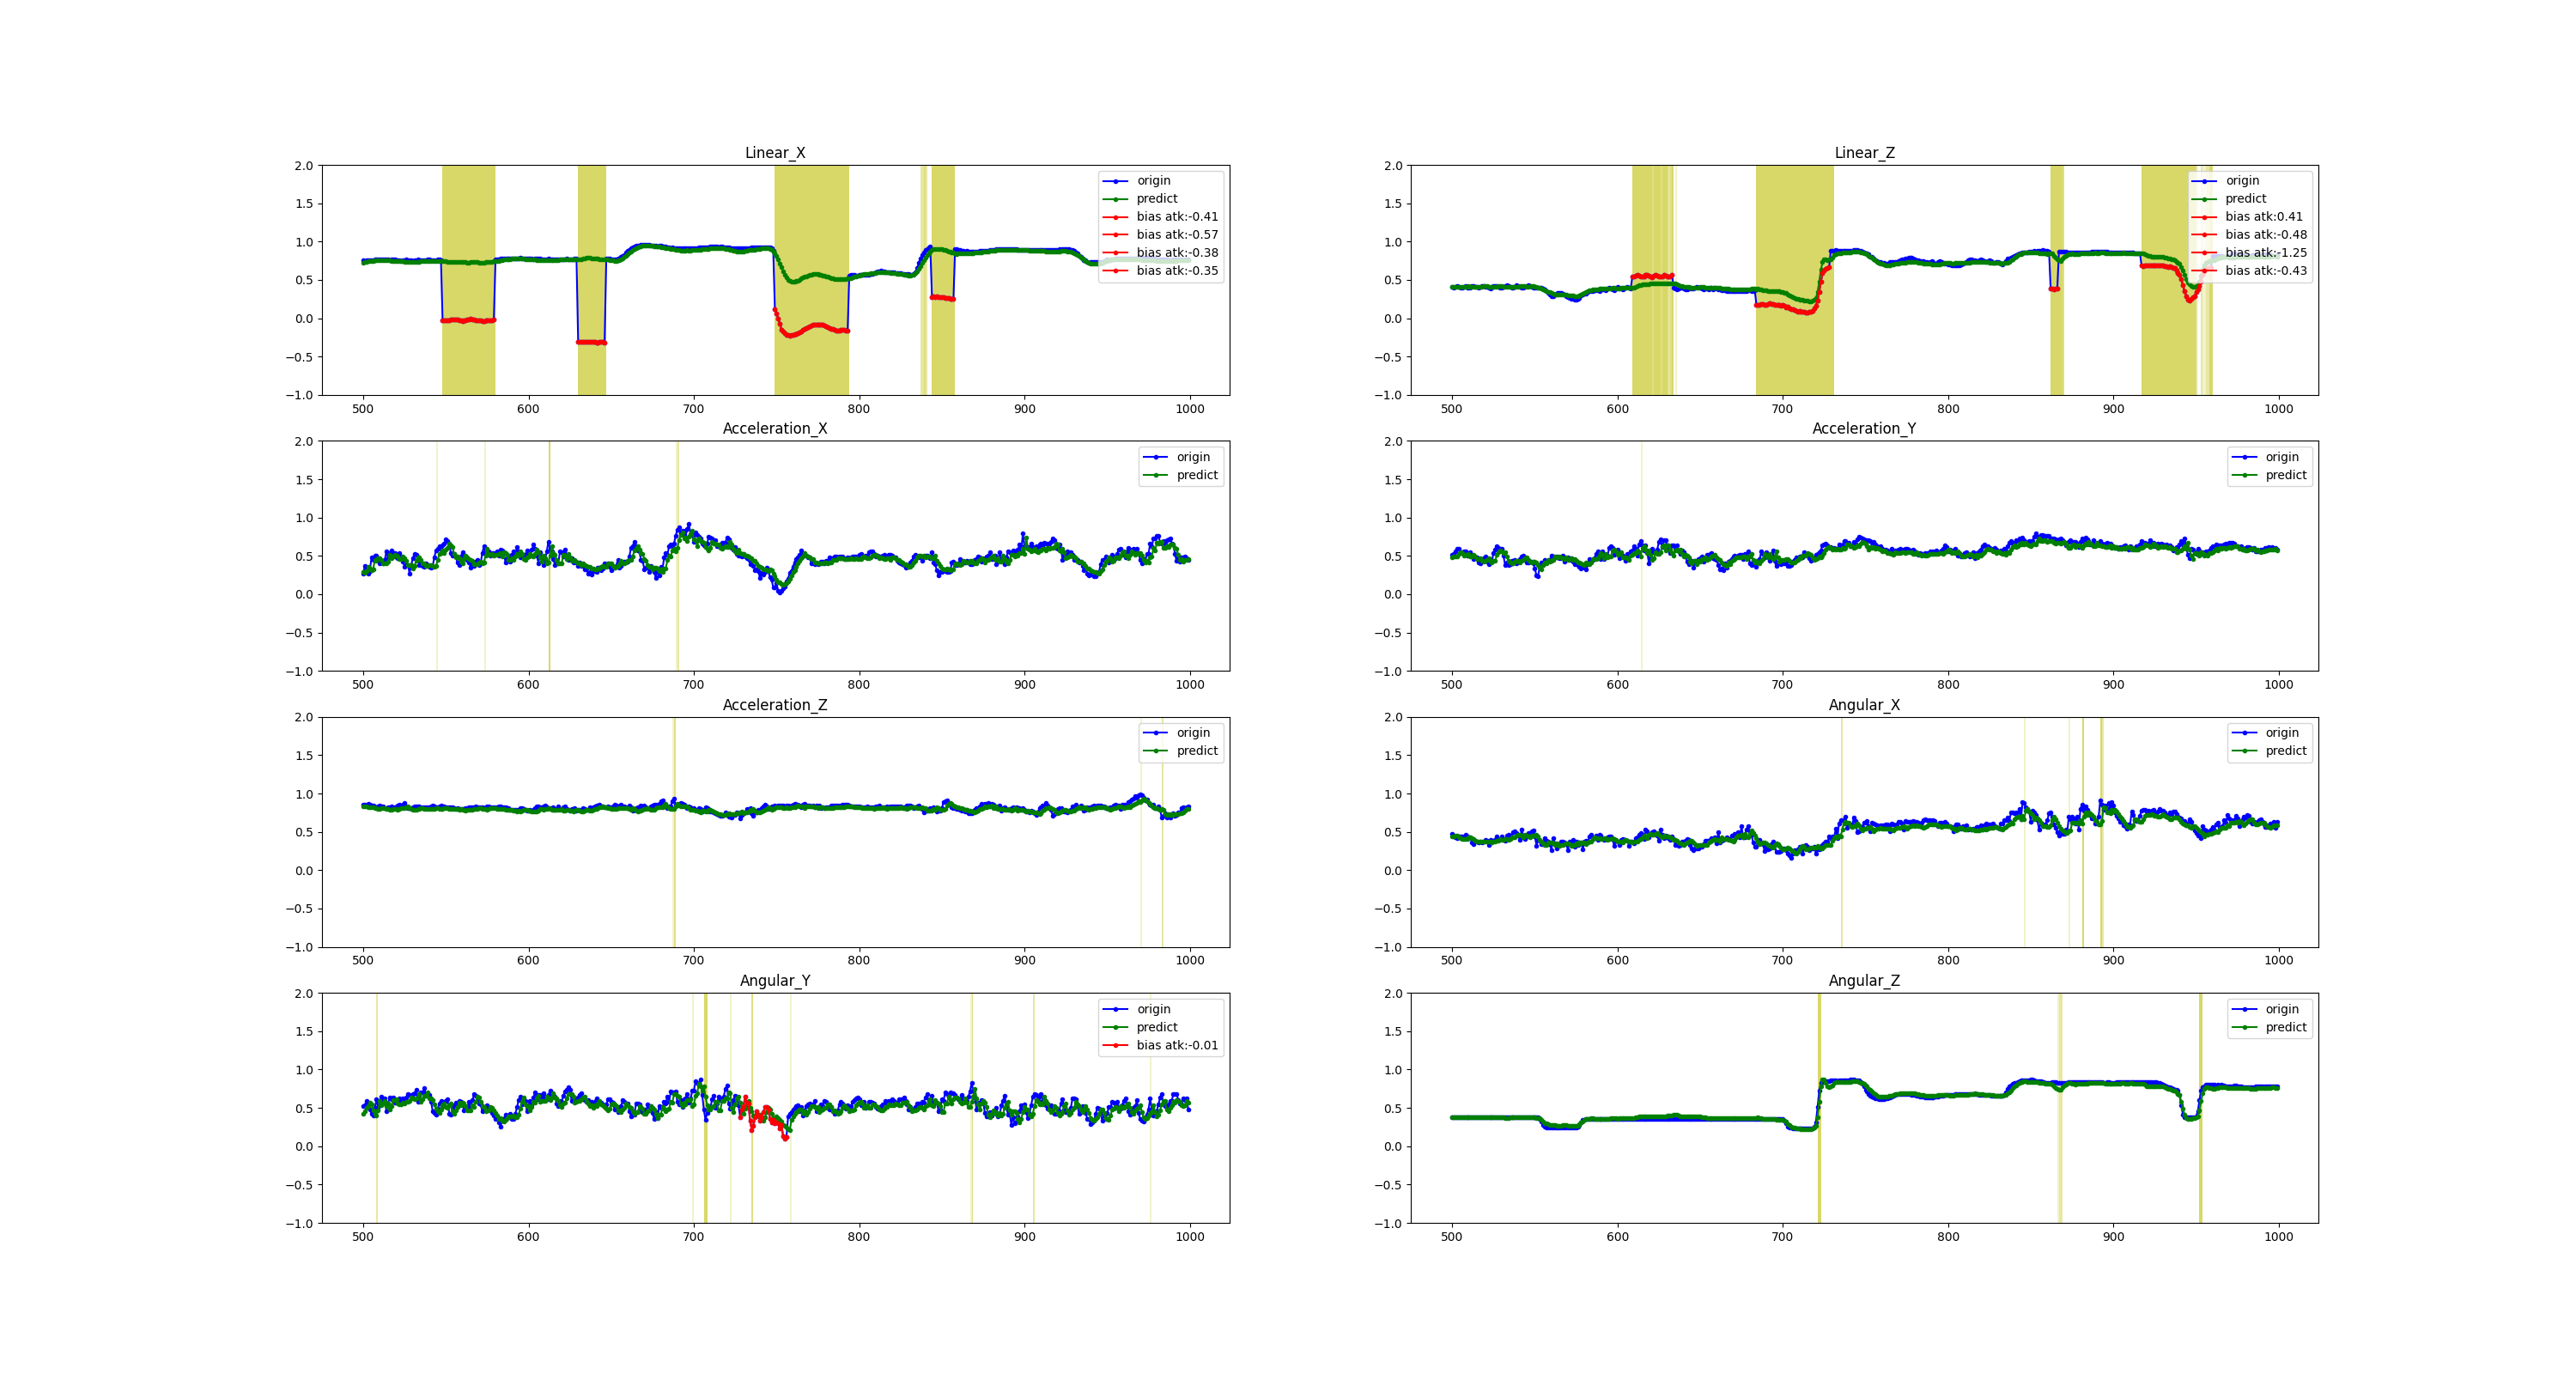 Linear_X
2.0
1.5
1.0
0.5
0.0
−0.5
−1.0
500 600 700 800 900 1000
origin
predict
bias atk:-0.41
bias atk:-0.57
bias atk:-0.38
bias atk:-0.35
Linear_Z
2.0
1.5
1.0
0.5
0.0
−0.5
−1.0
500 600 700 800 900 1000
origin
predict
bias atk:0.41
bias atk:-0.48
bias atk:-1.25
bias atk:-0.43
Acceleration_X
2.0
1.5
1.0
0.5
0.0
−0.5
−1.0
500 600 700 800 900 1000
origin
predict
Acceleration_Y
2.0
1.5
1.0
0.5
0.0
−0.5
−1.0
500 600 700 800 900 1000
origin
predict
Acceleration_Z
2.0
1.5
1.0
0.5
0.0
−0.5
−1.0
500 600 700 800 900 1000
origin
predict
Angular_X
2.0
1.5
1.0
0.5
0.0
−0.5
−1.0
500 600 700 800 900 1000
origin
predict
Angular_Y
2.0
1.5
1.0
0.5
0.0
−0.5
−1.0
500 600 700 800 900 1000
origin
predict
bias atk:-0.01
Angular_Z
2.0
1.5
1.0
0.5
0.0
−0.5
−1.0
500 600 700 800 900 1000
origin
predict